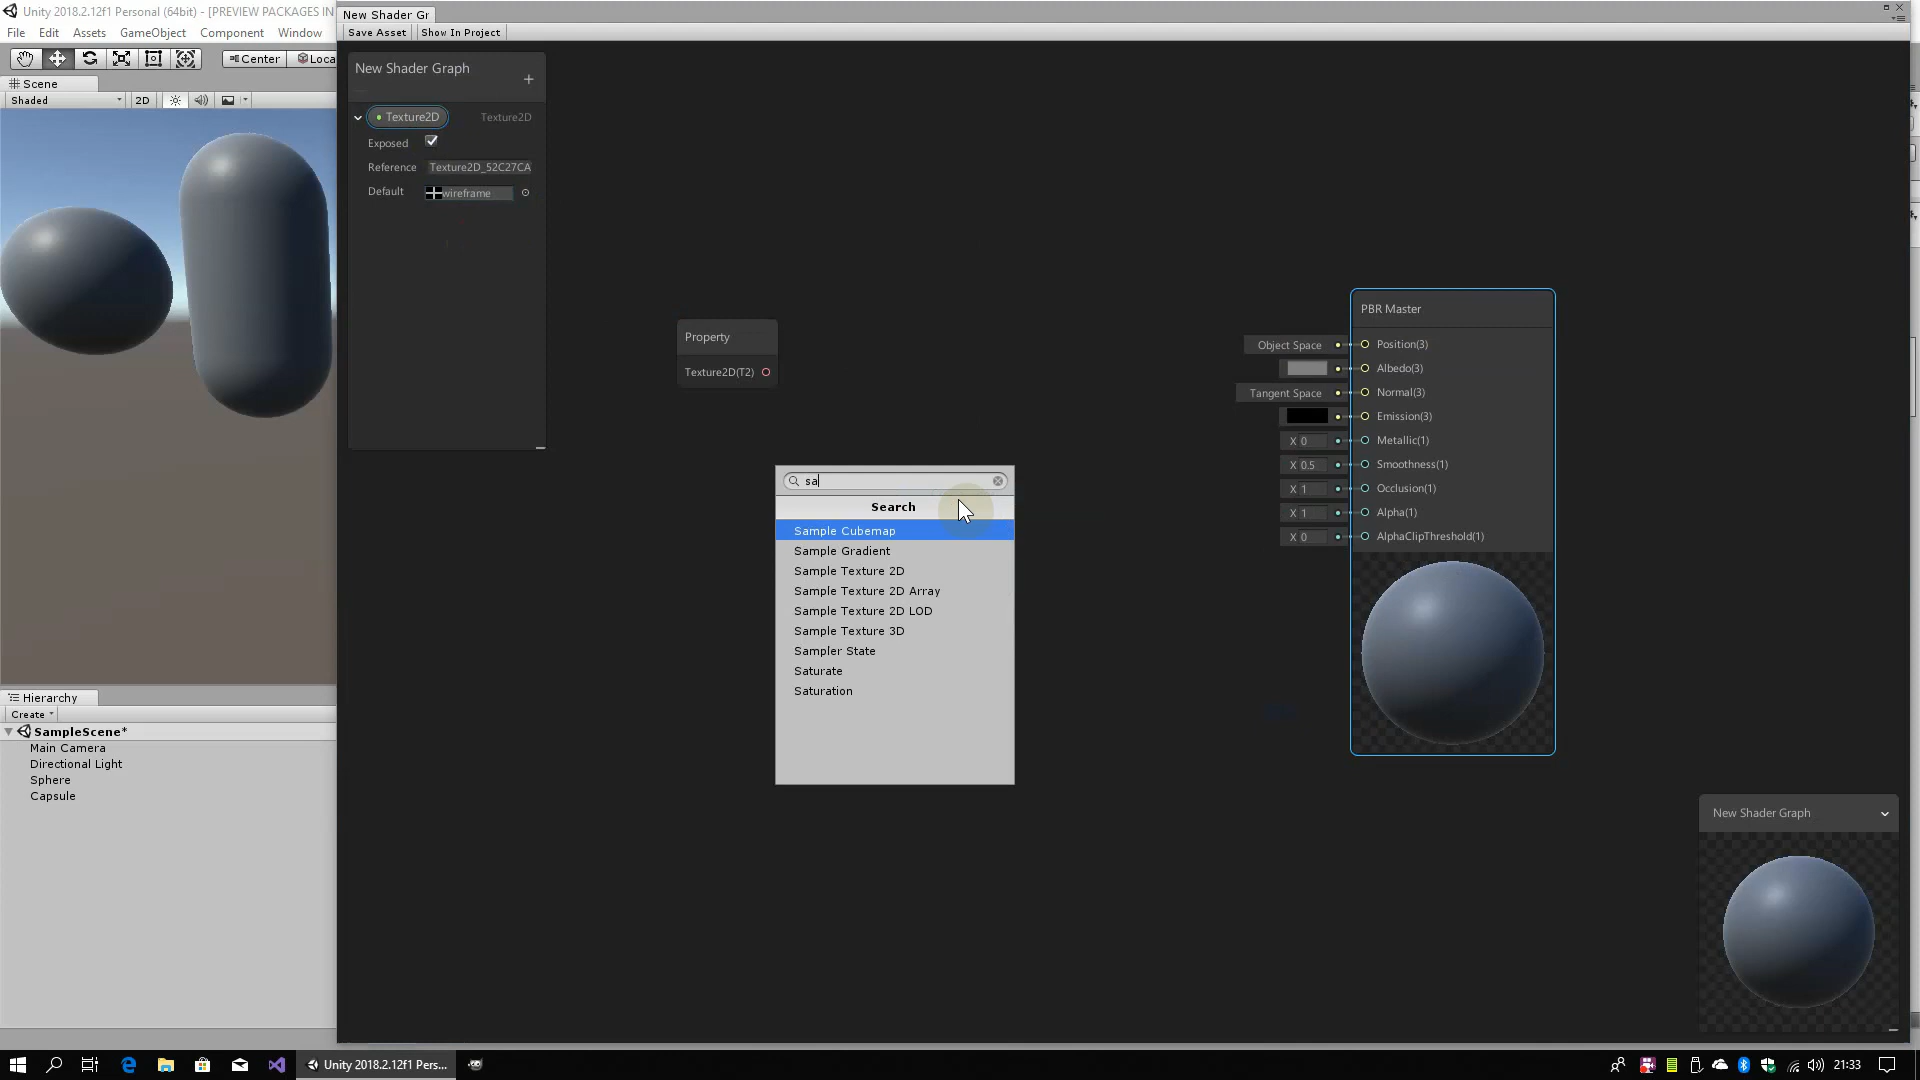 Unity 2018.2.12f1 Personal (64bit) - [PREVIEW PACKAGES IN
File Edit Assets GameObject Component Window
Center Loca
Scene
Shaded 2D
New Shader Gr
Save Asset Show In Project
New Shader Graph +
Texture2D Texture2D
Exposed
Reference Texture2D_52C27CA
Default wireframe
Property
Texture2D(T2)
sa
Search
Sample Cubemap
Sample Gradient
Sample Texture 2D
Sample Texture 2D Array
Sample Texture 2D LOD
Sample Texture 3D
Sampler State
Saturate
Saturation
PBR Master
Object Space Position(3)
Albedo(3)
Tangent Space Normal(3)
Emission(3)
X 0 Metallic(1)
X 0.5 Smoothness(1)
X 1 Occlusion(1)
X 1 Alpha(1)
X 0 AlphaClipThreshold(1)
New Shader Graph
Hierarchy
Create
SampleScene*
Main Camera
Directional Light
Sphere
Capsule
Unity 2018.2.12f1 Pers...
21:33